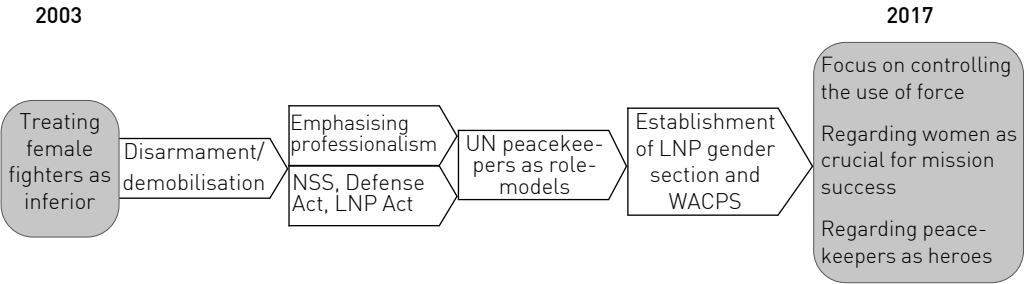 2003
2017
Treating
female
fighters as
inferior
Disarmament/
demobilisation
Emphasising
professionalism
NSS, Defense
Act, LNP Act
UN peacekee-
pers as role-
models
Establishment
of LNP gender
section and
WACPS
Focus on controlling
the use of force
Regarding women as
crucial for mission
success
Regarding peace-
keepers as heroes